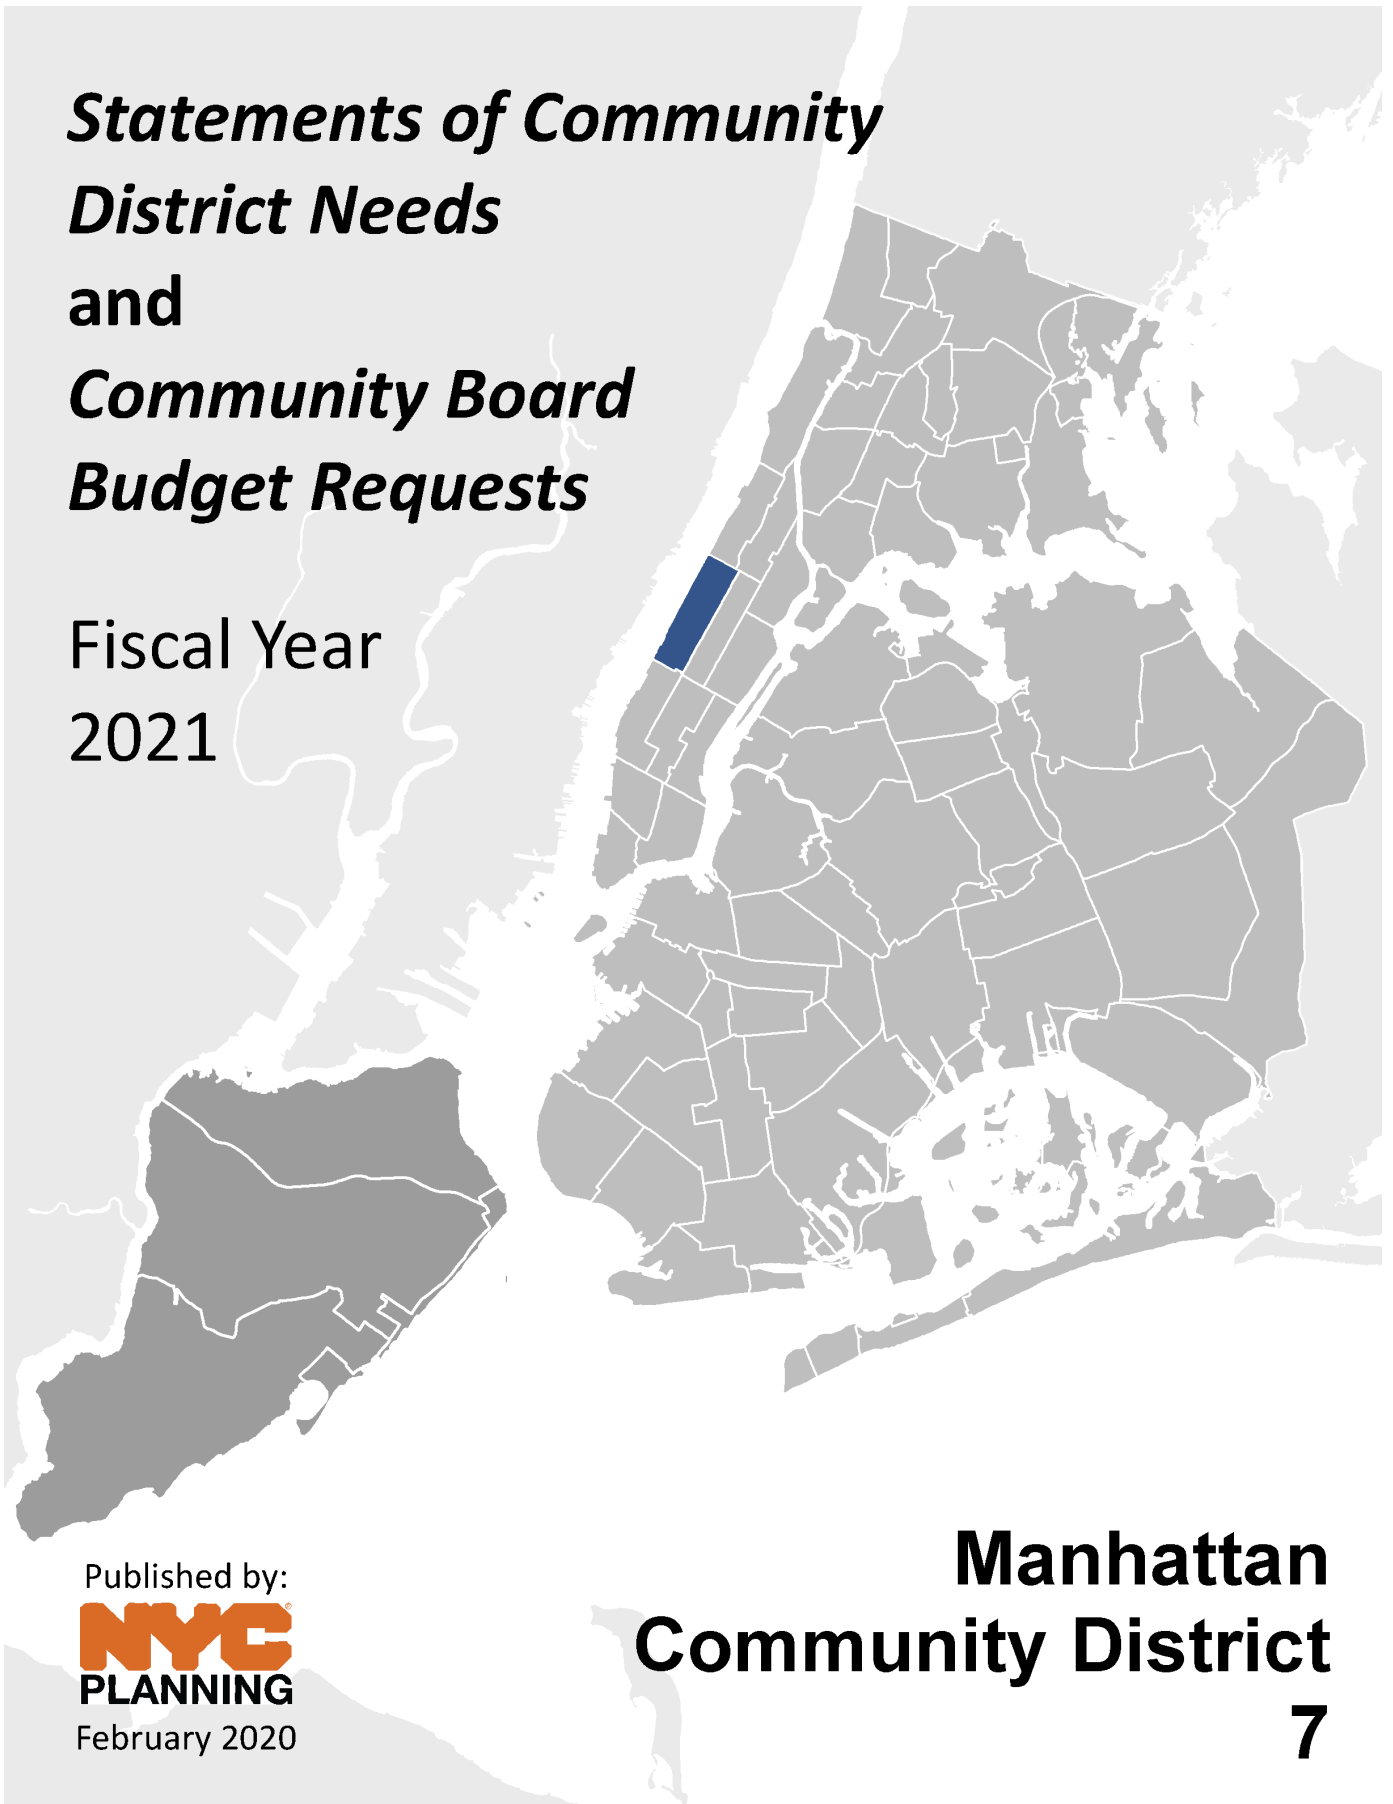 Statements of Community
District Needs
and
Community Board
Budget Requests
Fiscal Year
2021
Published by:
NYC®
PLANNING
February 2020
Manhattan
Community District
7